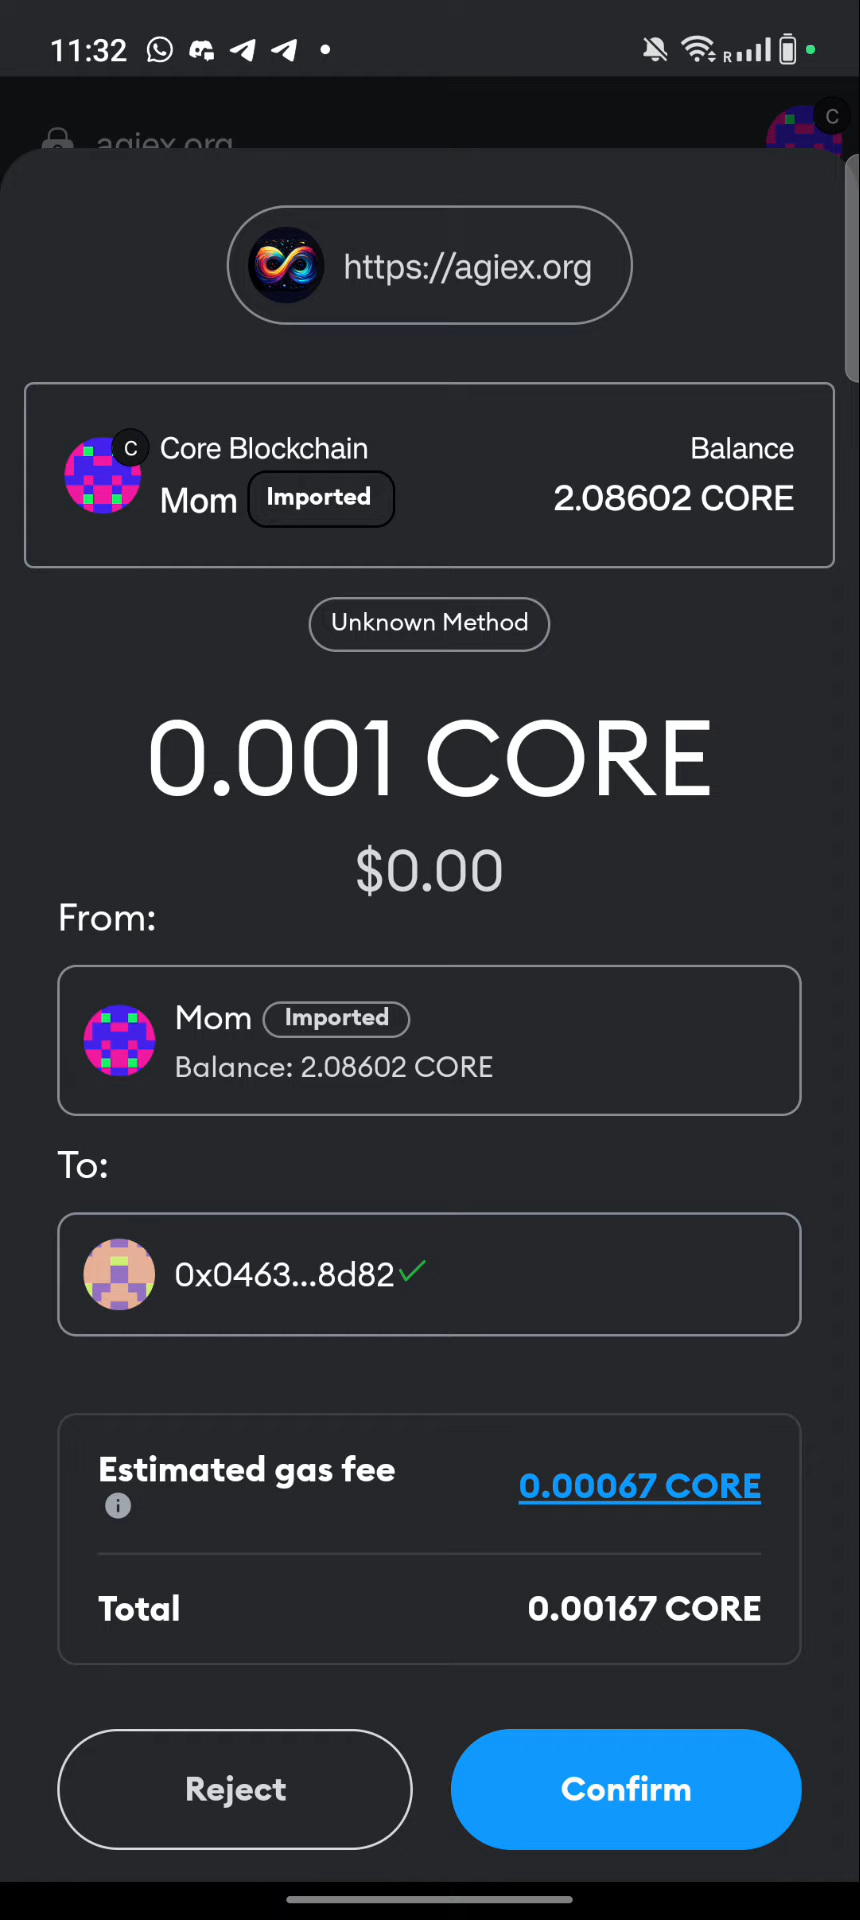 11:32
R
agiex.org
C
https://agiex.org
C
Core Blockchain
Balance
Mom
Imported
2.08602 CORE
Unknown Method
0.001 CORE
$0.00
From:
Mom
Imported
Balance: 2.08602 CORE
To:
0x0463...8d82
Estimated gas fee
0.00067 CORE
Total
0.00167 CORE
Reject
Confirm